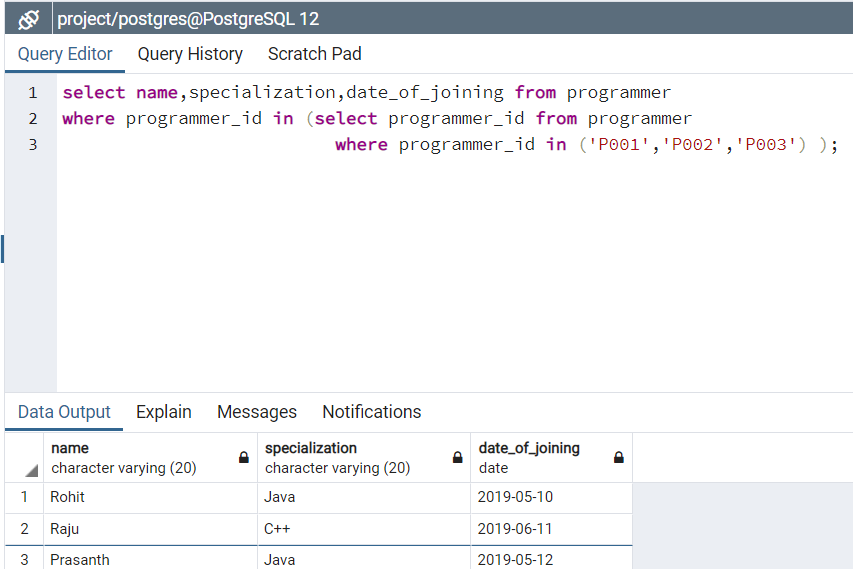 project/postgres@PostgreSQL 12
Query Editor Query History Scratch Pad
1 select name,specialization,date_of_joining from programmer
2 where programmer_id in (select programmer_id from programmer
3 where programmer_id in ('P001','P002','P003') );
Data Output Explain Messages Notifications
name specialization date_of_joining
character varying (20) character varying (20) date
1 Rohit Java 2019-05-10
2 Raju C++ 2019-06-11
3 Prasanth Java 2019-05-12